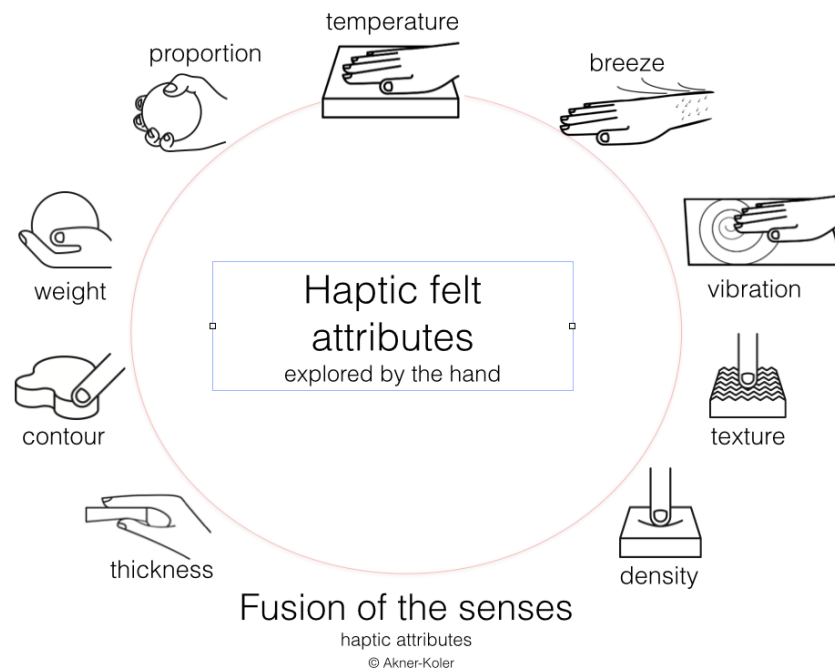 temperature
proportion
breeze
weight
vibration
Haptic felt
attributes
explored by the hand
contour
texture
thickness
density
Fusion of the senses
haptic attributes
© Akner-Koler